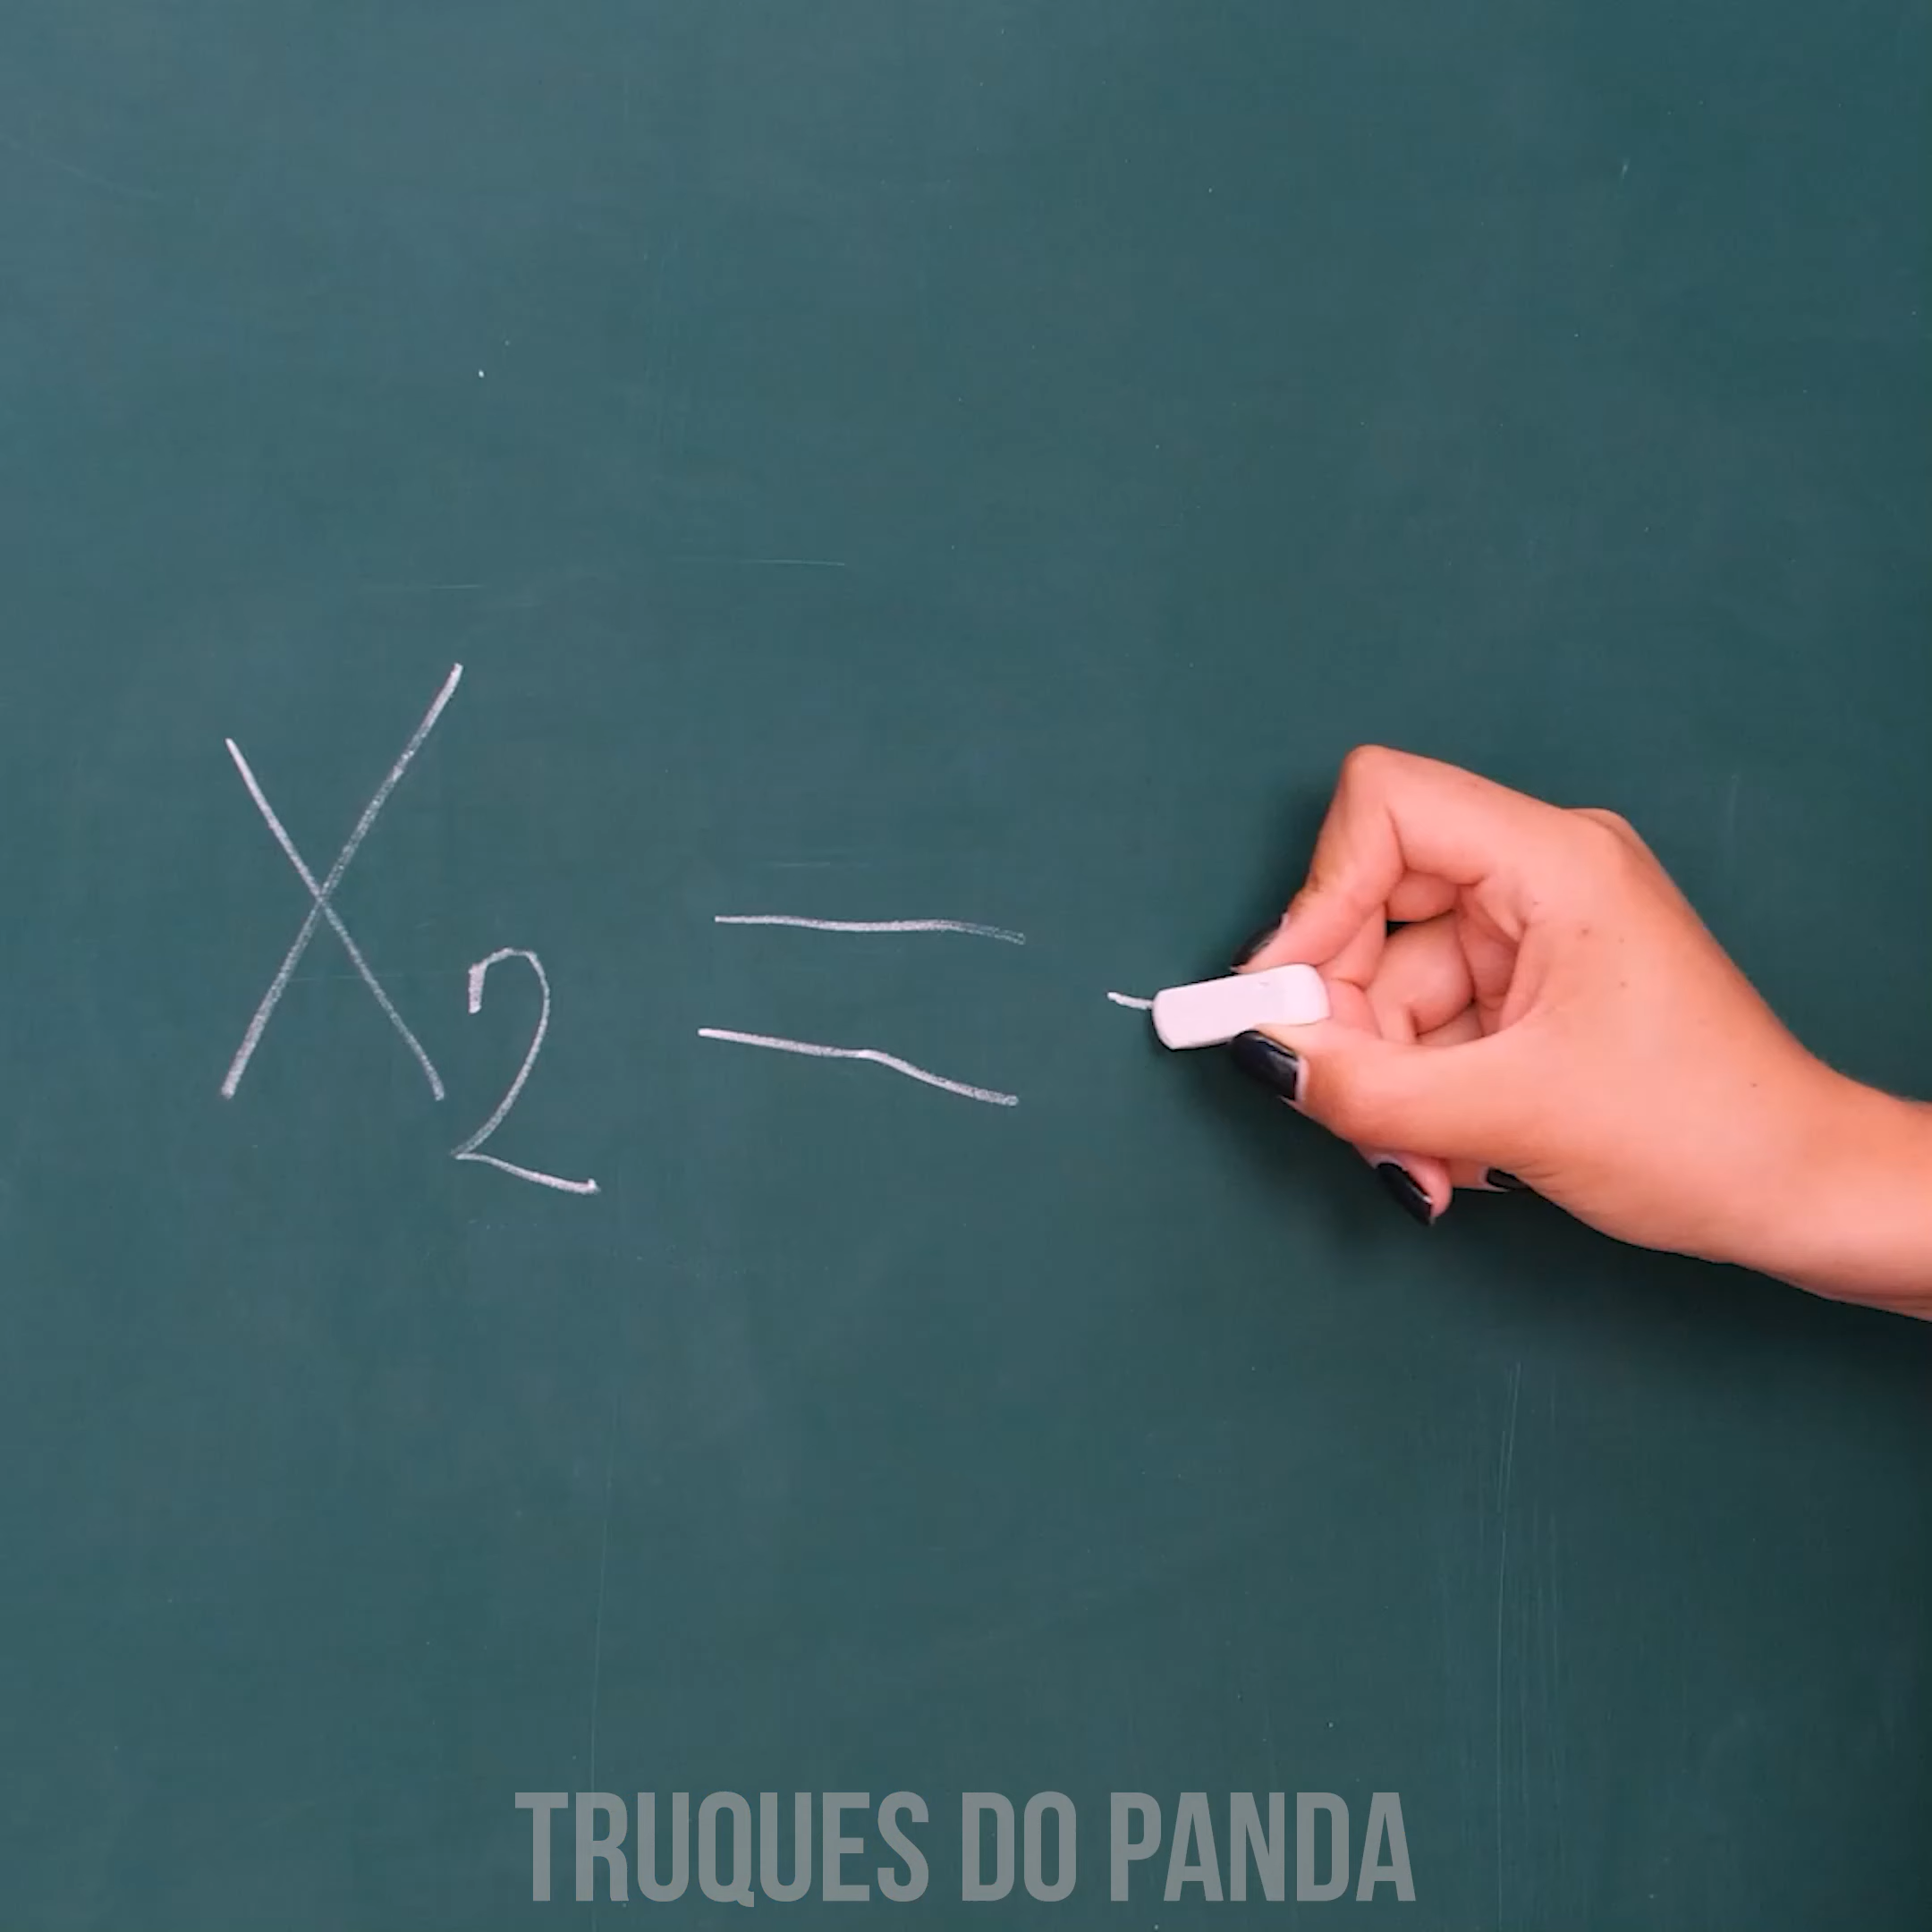 X₂ = -
TRUQUES DO PANDA